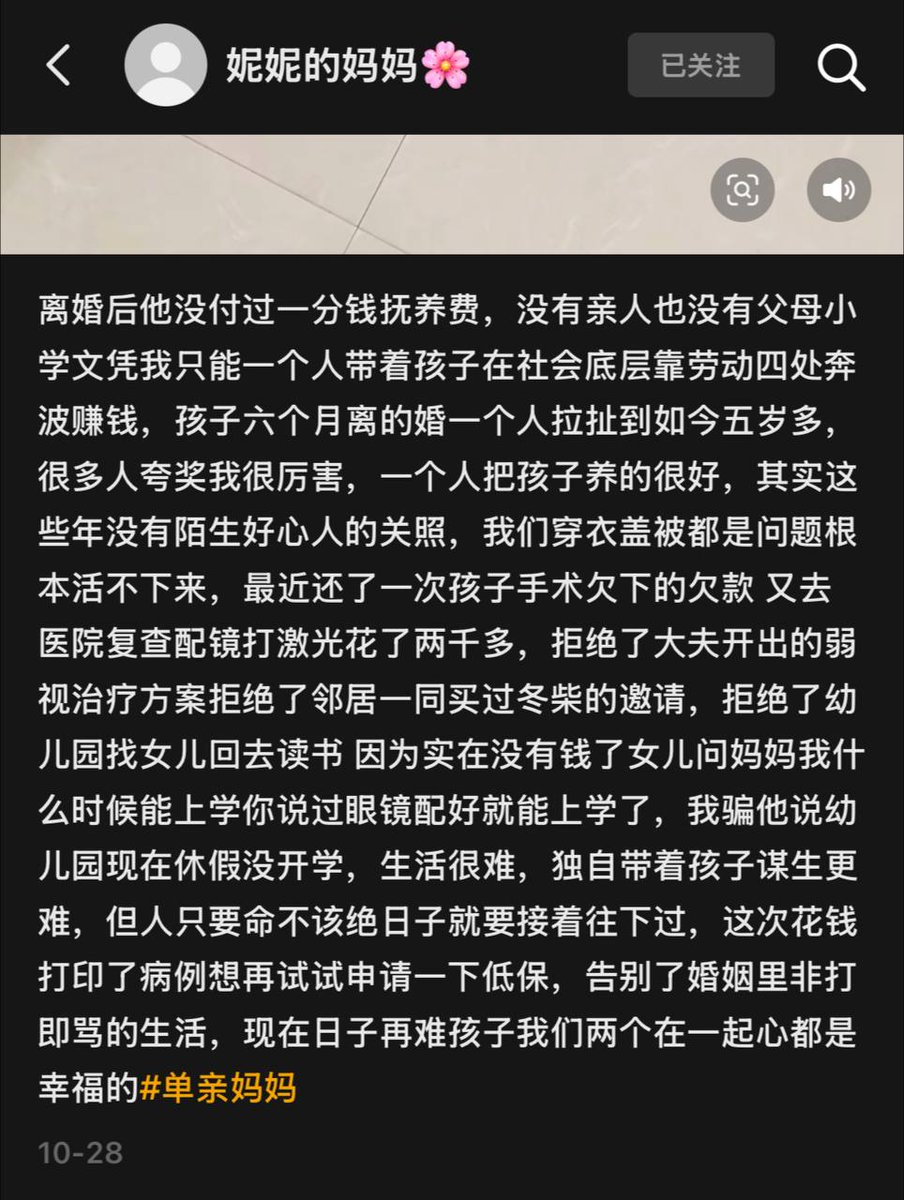 妮妮的妈妈🌸
已关注
离婚后他没付过一分钱抚养费，没有亲人也没有父母小
学文凭我只能一个人带着孩子在社会底层靠劳动四处奔
波赚钱，孩子六个月离的婚一个人拉扯到如今五岁多，
很多人夸奖我很厉害，一个人把孩子养的很好，其实这
些年没有陌生好心人的关照，我们穿衣盖被都是问题根
本活不下来，最近还了一次孩子手术欠下的欠款 又去
医院复查配镜打激光花了两千多，拒绝了大夫开出的弱
视治疗方案拒绝了邻居一同买过冬柴的邀请，拒绝了幼
儿园找女儿回去读书 因为实在没有钱了女儿问妈妈我什
么时候能上学你说过眼镜配好就能上学了，我骗他说幼
儿园现在休假没开学，生活很难，独自带着孩子谋生更
难，但人只要命不该绝日子就要接着往下过，这次花钱
打印了病例想再试试申请一下低保，告别了婚姻里非打
即骂的生活，现在日子再难孩子我们两个在一起心都是
幸福的#单亲妈妈
10-28